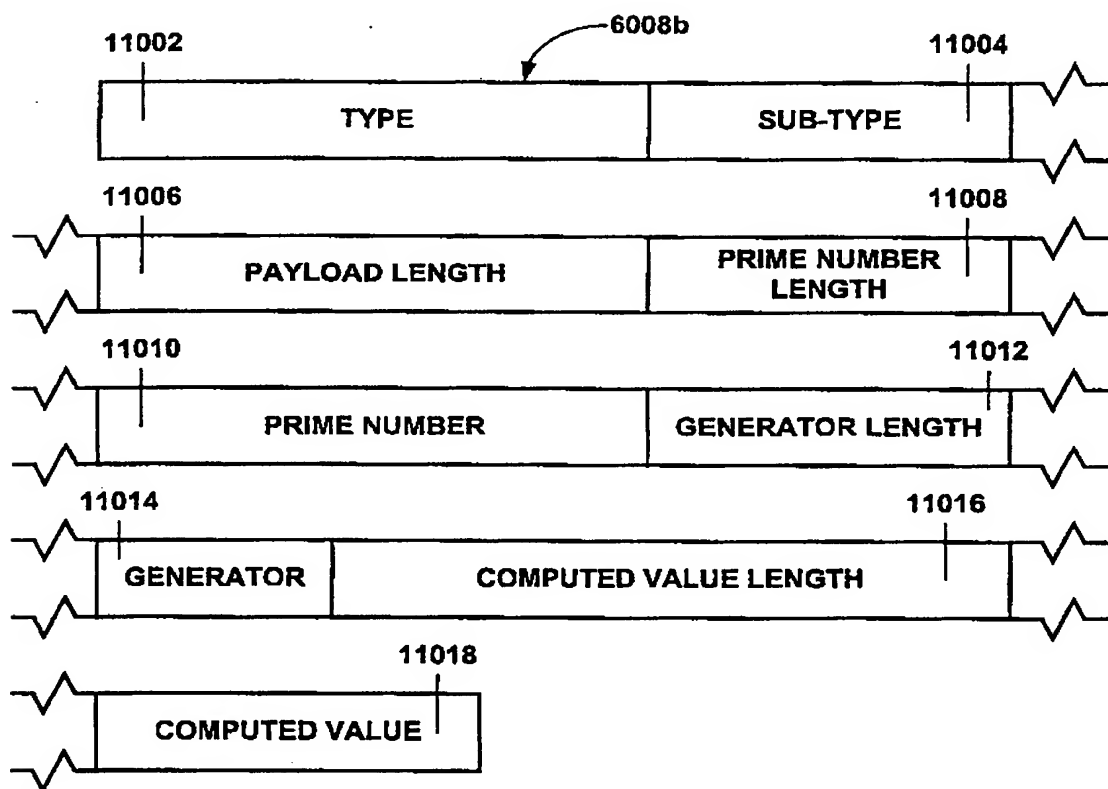 6008b
11002
11004
TYPE
SUB-TYPE
11006
11008
PAYLOAD LENGTH
PRIME NUMBER
LENGTH
11010
11012
PRIME NUMBER
GENERATOR LENGTH
11014
11016
GENERATOR
COMPUTED VALUE LENGTH
11018
COMPUTED VALUE